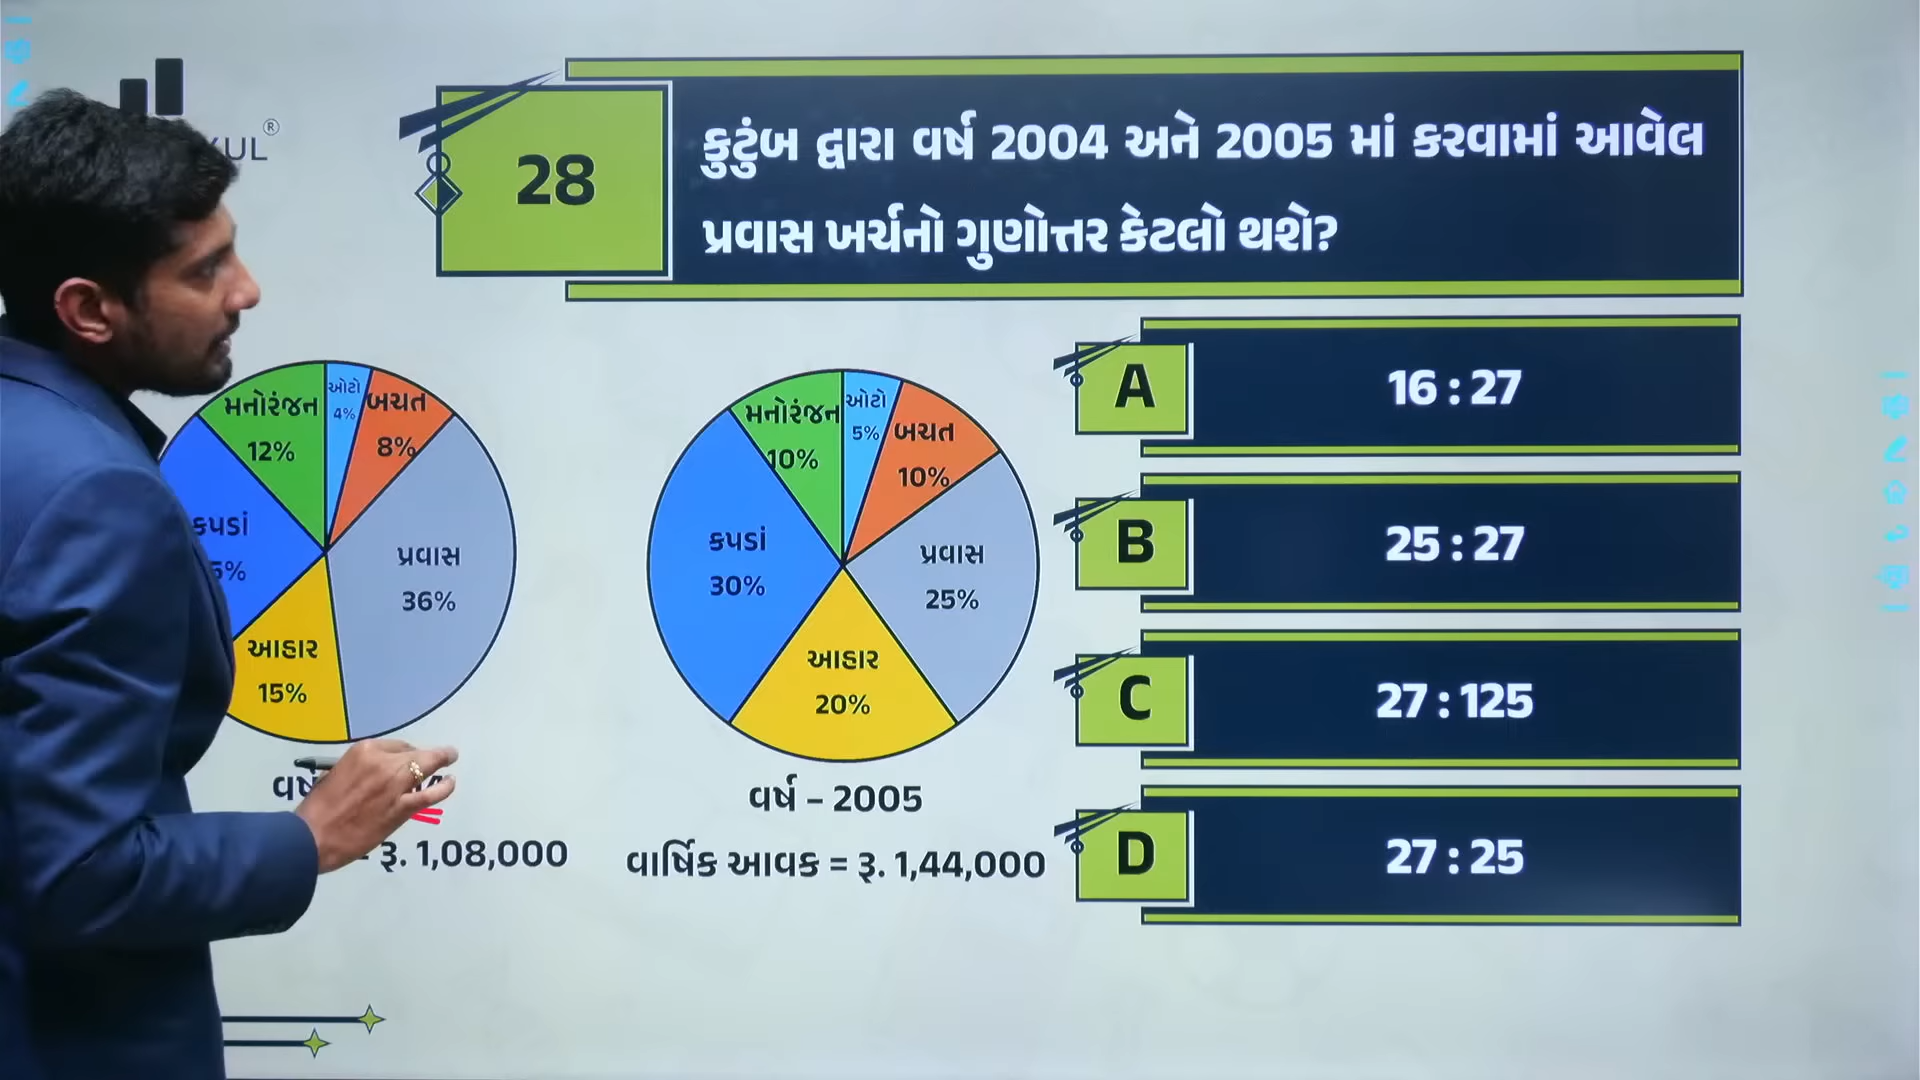 UL®
28
કુટુંબ દ્વારા વર્ષ 2004 અને 2005 માં કરવામાં આવેલ
પ્રવાસ ખર્ચનો ગુણોત્તર કેટલો થશે?
મનોરંજન
12%
ઓટો
4%
બચત
8%
કપડાં
પ્રવાસ
36%
આહાર
15%
રૂ. 1,08,000
મનોરંજન
10%
ઓટો
5%
બચત
10%
કપડાં
30%
પ્રવાસ
25%
આહાર
20%
વર્ષ – 2005
વાર્ષિક આવક = રૂ. 1,44,000
A
16 : 27
B
25 : 27
C
27 : 125
D
27 : 25